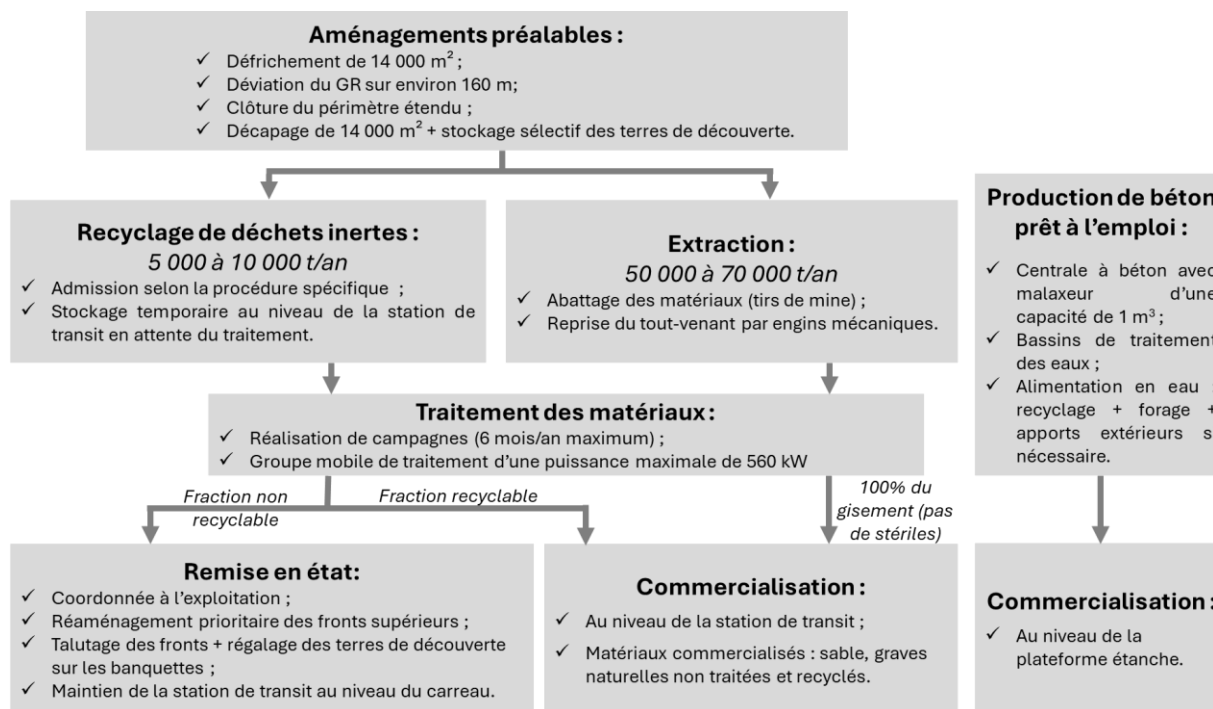 Aménagements préalables :
✓ Défrichement de 14 000 m² ;
✓ Déviation du GR sur environ 160 m;
✓ Clôture du périmètre étendu ;
✓ Décapage de 14 000 m² + stockage sélectif des terres de découverte.
Recyclage de déchets inertes :
5 000 à 10 000 t/an
✓ Admission selon la procédure spécifique ;
✓ Stockage temporaire au niveau de la station de
transit en attente du traitement.
Extraction :
50 000 à 70 000 t/an
✓ Abattage des matériaux (tirs de mine) ;
✓ Reprise du tout-venant par engins mécaniques.
Production de béton
prêt à l’emploi :
✓ Centrale à béton avec
malaxeur d’une
capacité de 1 m³ ;
✓ Bassins de traitement
des eaux ;
✓ Alimentation en eau :
recyclage + forage +
apports extérieurs s
nécessaire.
Traitement des matériaux :
✓ Réalisation de campagnes (6 mois/an maximum) ;
✓ Groupe mobile de traitement d’une puissance maximale de 560 kW
Fraction non
recyclable
Fraction recyclable
100% du
gisement (pas
de stériles)
Remise en état:
✓ Coordonnée à l’exploitation ;
✓ Réaménagement prioritaire des fronts supérieurs ;
✓ Talutage des fronts + régalage des terres de découverte
sur les banquettes ;
✓ Maintien de la station de transit au niveau du carreau.
Commercialisation :
✓ Au niveau de la station de transit ;
✓ Matériaux commercialisés : sable, graves
naturelles non traitées et recyclés.
Commercialisation :
✓ Au niveau de la
plateforme étanche.